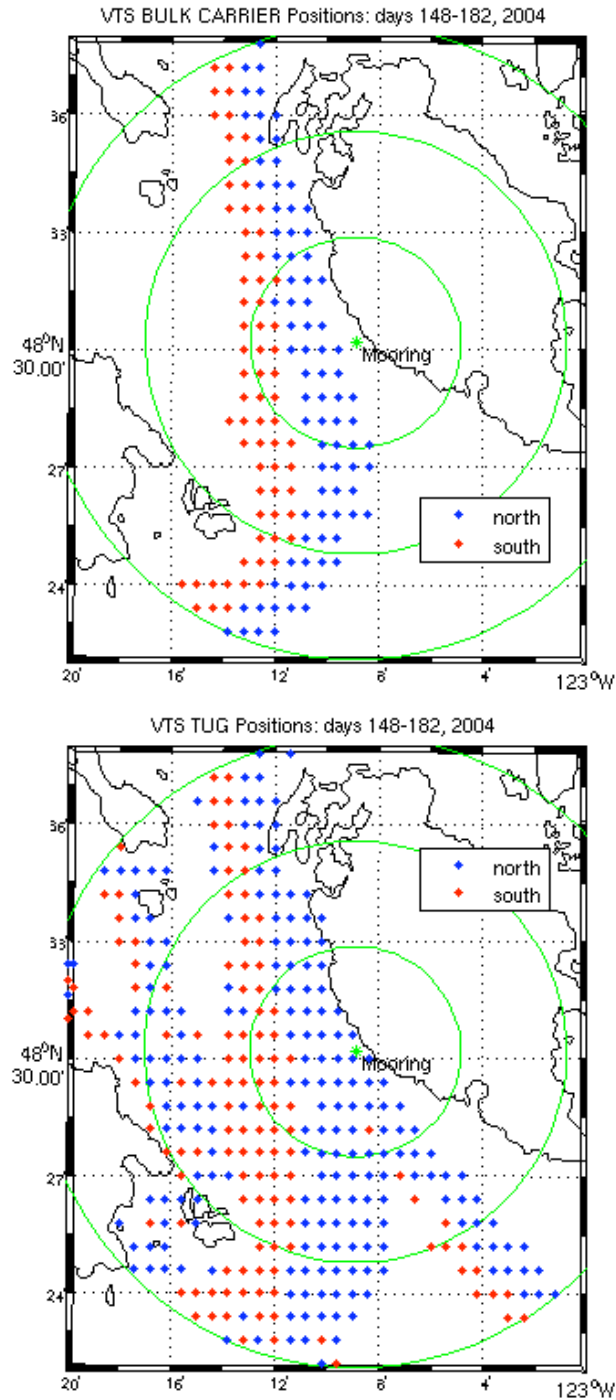 VTS BULK CARRIER Positions: days 148-182, 2004
36'
33'
48°N
30.00'
Mooring
27'
north
south
24'
20'
16'
12'
8'
4'
123°W
VTS TUG Positions: days 148-182, 2004
36'
north
south
33'
48°N
30.00'
Mooring
27'
24'
20'
16'
12'
8'
4'
123°W